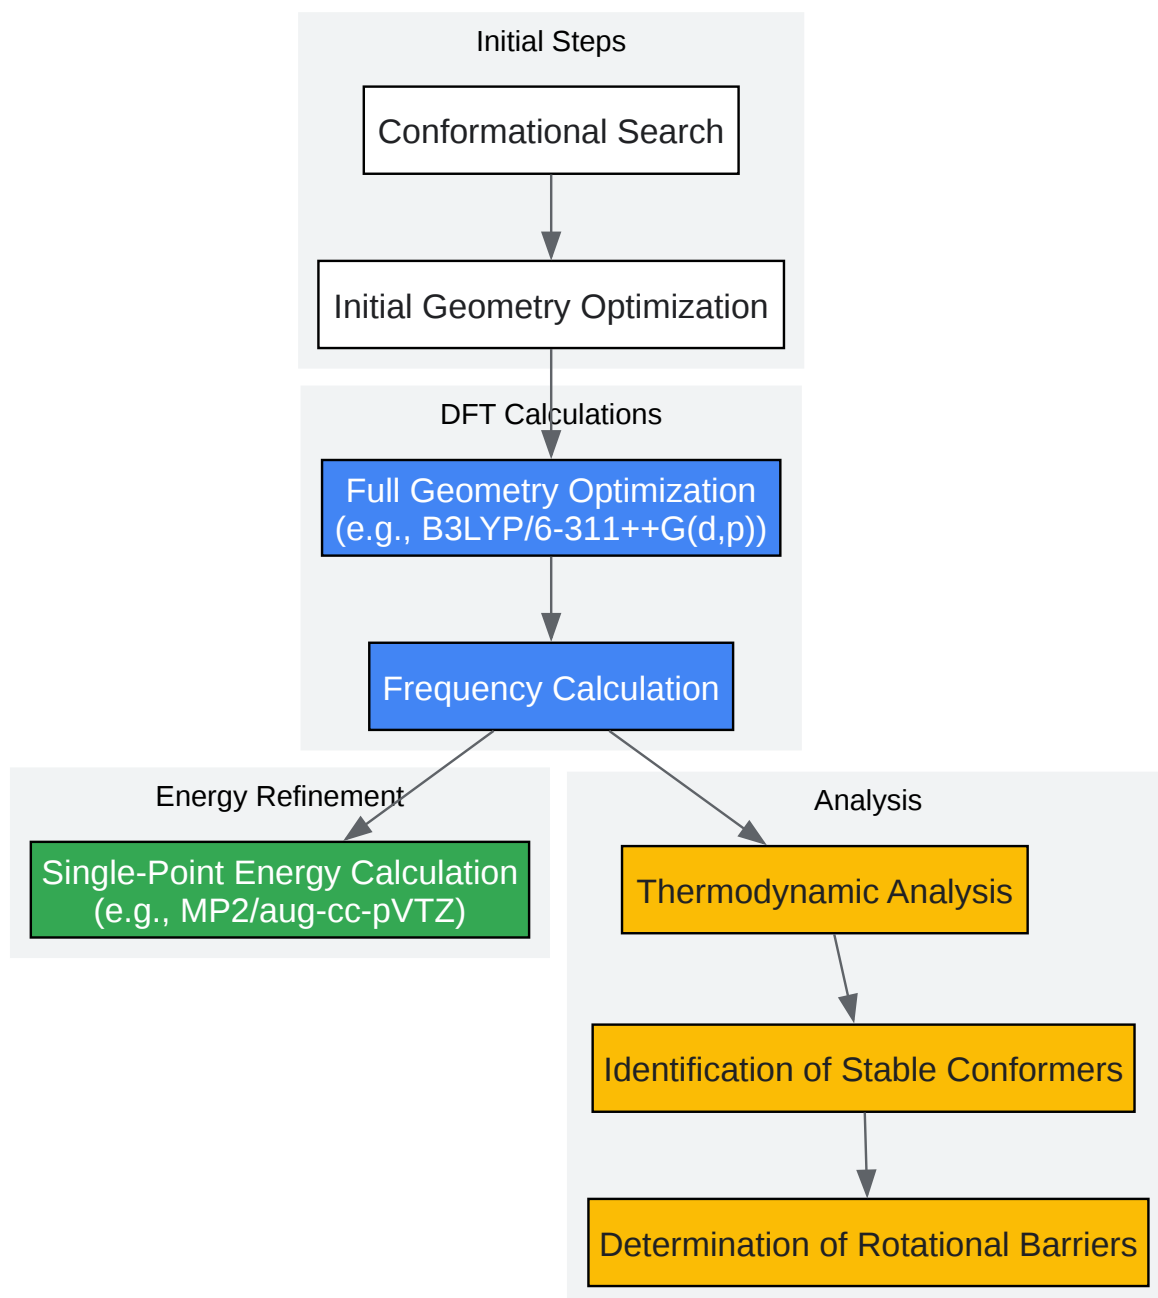 Initial Steps
Conformational Search
Initial Geometry Optimization
DFT Calculations
Full Geometry Optimization
(e.g., B3LYP/6-311++G(d,p))
Frequency Calculation
Energy Refinement
Single-Point Energy Calculation
(e.g., MP2/aug-cc-pVTZ)
Analysis
Thermodynamic Analysis
Identification of Stable Conformers
Determination of Rotational Barriers